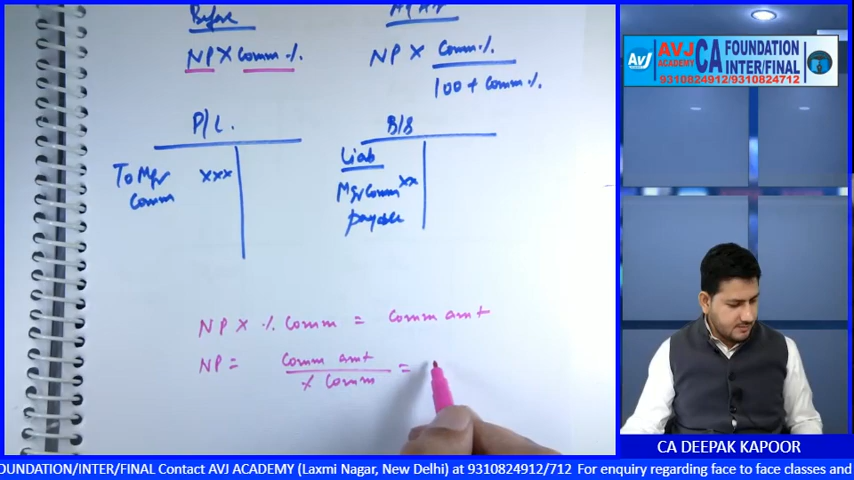 Before
After
NP X Comm %
NP X Comm %
100 + Comm %
P/L.
B/S
To Mgr Comm xxx
Liab
Mgr Comm payable xx
NP X % Comm = Comm amt
NP = Comm amt
% Comm =
AVJ ACADEMY CA FOUNDATION INTER/FINAL
9310824912/9310824712
AVJ
CA DEEPAK KAPOOR
OUNDATION/INTER/FINAL Contact AVJ ACADEMY (Laxmi Nagar, New Delhi) at 9310824912/712 For enquiry regarding face to face classes and